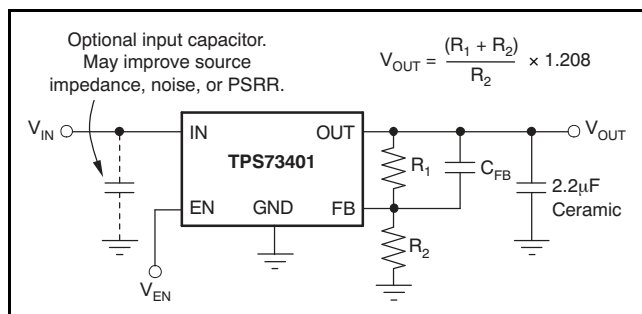 Optional input capacitor.
May improve source
impedance, noise, or PSRR.
V_OUT = (R_1 + R_2) / R_2 × 1.208
V_IN
IN
OUT
V_OUT
TPS73401
R_1
C_FB
2.2μF
Ceramic
EN
GND
FB
R_2
V_EN